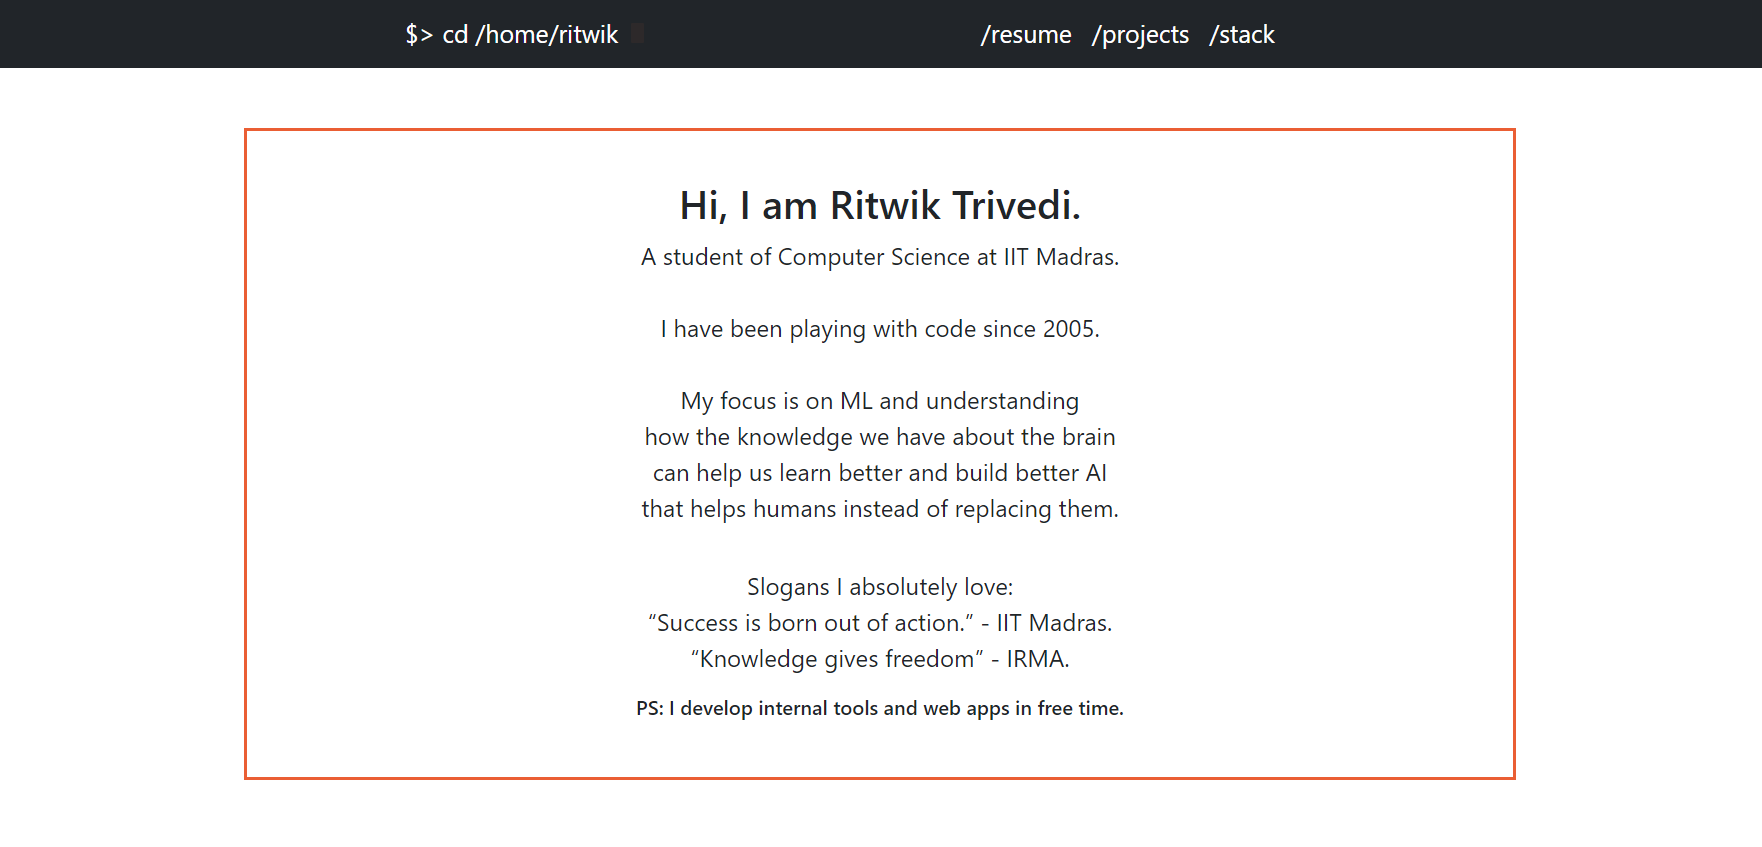 $> cd /home/ritwik
/resume /projects /stack
Hi, I am Ritwik Trivedi.
A student of Computer Science at IIT Madras.
I have been playing with code since 2005.
My focus is on ML and understanding
how the knowledge we have about the brain
can help us learn better and build better AI
that helps humans instead of replacing them.
Slogans I absolutely love:
“Success is born out of action.” - IIT Madras.
“Knowledge gives freedom” - IRMA.
PS: I develop internal tools and web apps in free time.